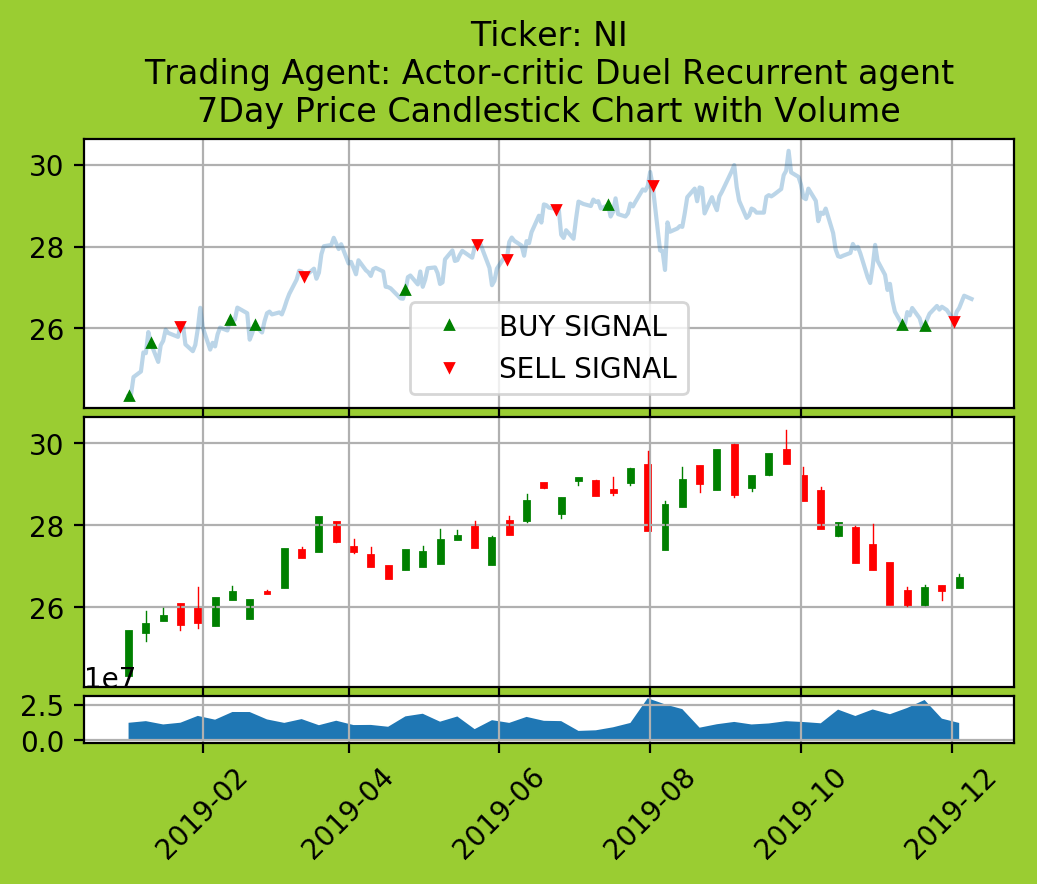 Ticker: NI
Trading Agent: Actor-critic Duel Recurrent agent
7Day Price Candlestick Chart with Volume
30
28
26
BUY SIGNAL
SELL SIGNAL
30
28
26
1e7
2.5
0.0
2019-02
2019-04
2019-06
2019-08
2019-10
2019-12